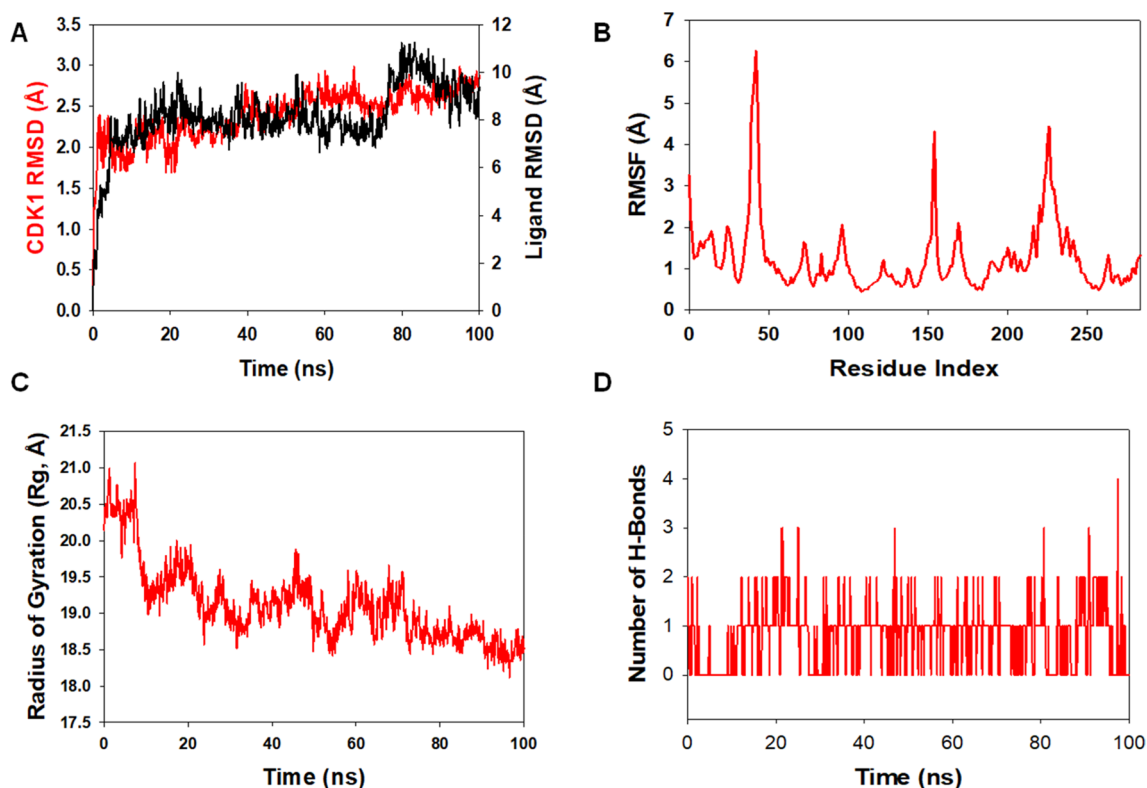 A
CDK1 RMSD (Å)
3.5
3.0
2.5
2.0
1.5
1.0
0.5
0.0
0 20 40 60 80 100
Time (ns)
12
10
8
6
4
2
0
Ligand RMSD (Å)
B
RMSF (Å)
7
6
5
4
3
2
1
0
0 50 100 150 200 250
Residue Index
C
Radius of Gyration (Rg, Å)
21.5
21.0
20.5
20.0
19.5
19.0
18.5
18.0
17.5
0 20 40 60 80 100
Time (ns)
D
Number of H-Bonds
5
4
3
2
1
0
0 20 40 60 80 100
Time (ns)